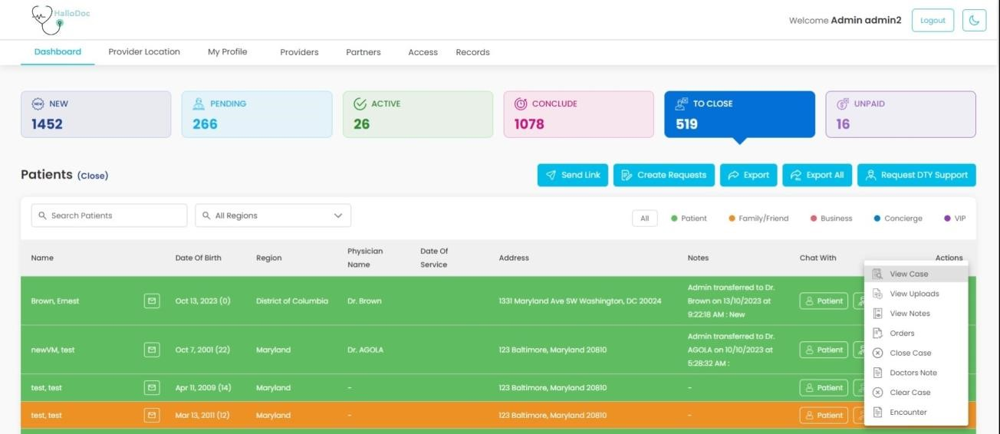 HalloDoc
Welcome Admin admin2 Logout
Dashboard Provider Location My Profile Providers Partners Access Records
NEW PENDING ACTIVE CONCLUDE TO CLOSE UNPAID
1452 266 26 1078 519 16
Patients (Close) Send Link Create Requests Export Export All Request DTY Support
Search Patients All Regions All Patient Family/Friend Business Concierge VIP
Name Date Of Birth Region Physician Name Date Of Service Address Notes Chat With Actions
Brown, Ernest Oct 13, 2023 (0) District of Columbia Dr. Brown 1331 Maryland Ave SW Washington, DC 20024 Admin transferred to Dr. Brown on 13/10/2023 at 9:22:18 AM : New Patient
newVM, test Oct 7, 2001 (22) Maryland Dr. AGOLA 123 Baltimore, Maryland 20810 Admin transferred to Dr. AGOLA on 10/10/2023 at 5:28:32 AM : Patient
test, test Apr 11, 2009 (14) Maryland - 123 Baltimore, Maryland 20810 - Patient
test, test Mar 13, 2011 (12) Maryland - 123 Baltimore, Maryland 20810 - Patient
View Case
View Uploads
View Notes
Orders
Close Case
Doctors Note
Clear Case
Encounter